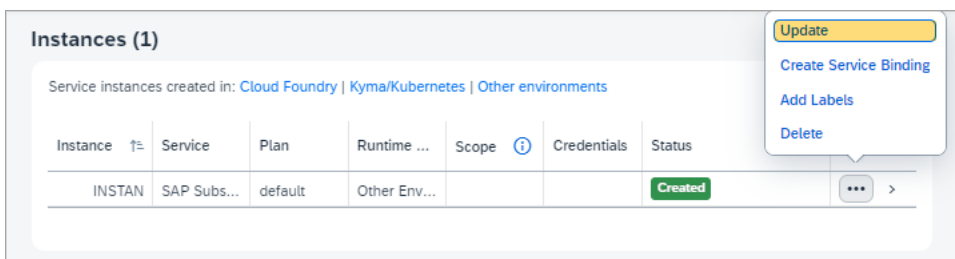 Instances (1)
Update
Create Service Binding
Add Labels
Delete
Service instances created in: Cloud Foundry | Kyma/Kubernetes | Other environments
Instance Service Plan Runtime ... Scope Credentials Status
INSTAN SAP Subs... default Other Env... Created